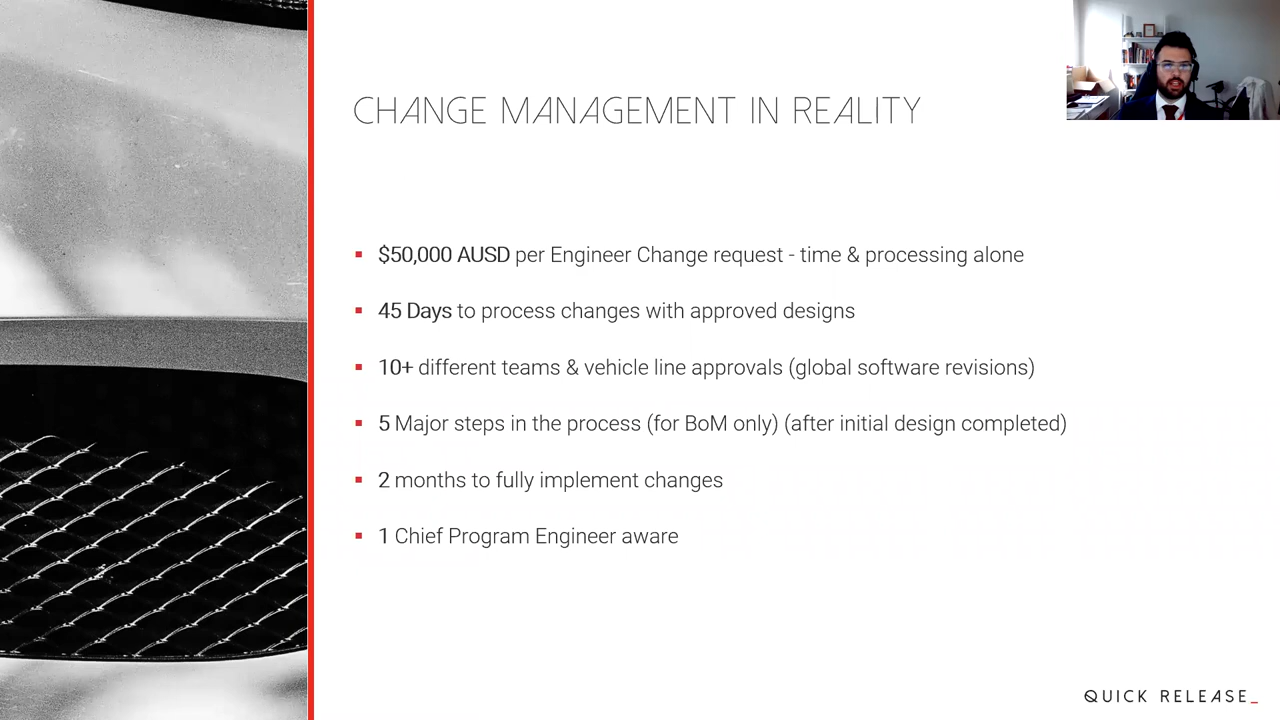 CHANGE MANAGEMENT IN REALITY
$50,000 AUSD per Engineer Change request - time & processing alone
45 Days to process changes with approved designs
10+ different teams & vehicle line approvals (global software revisions)
5 Major steps in the process (for BoM only) (after initial design completed)
2 months to fully implement changes
1 Chief Program Engineer aware
QUICK RELEASE_